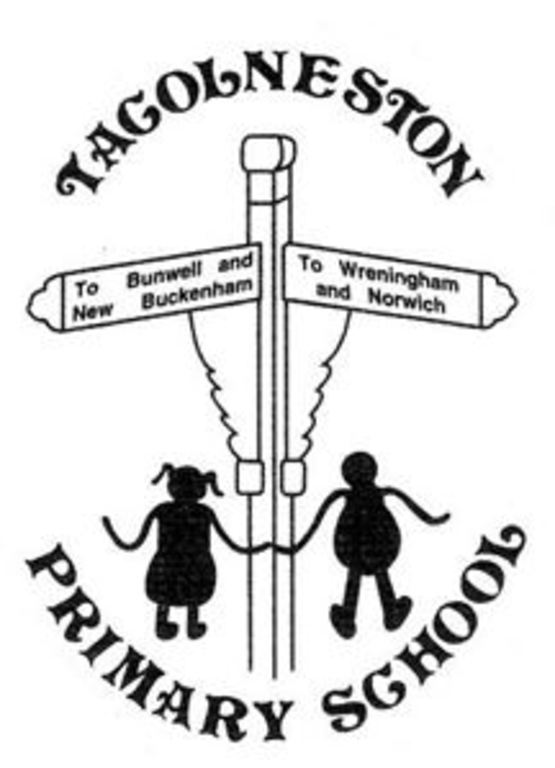 TACOLNESTON
To Bunwell and
New Buckenham
To Wreningham
and Norwich
PRIMARY SCHOOL